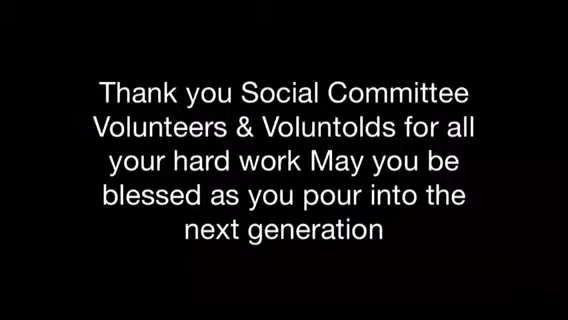 Thank you Social Committee
Volunteers & Voluntolds for all
your hard work May you be
blessed as you pour into the
next generation